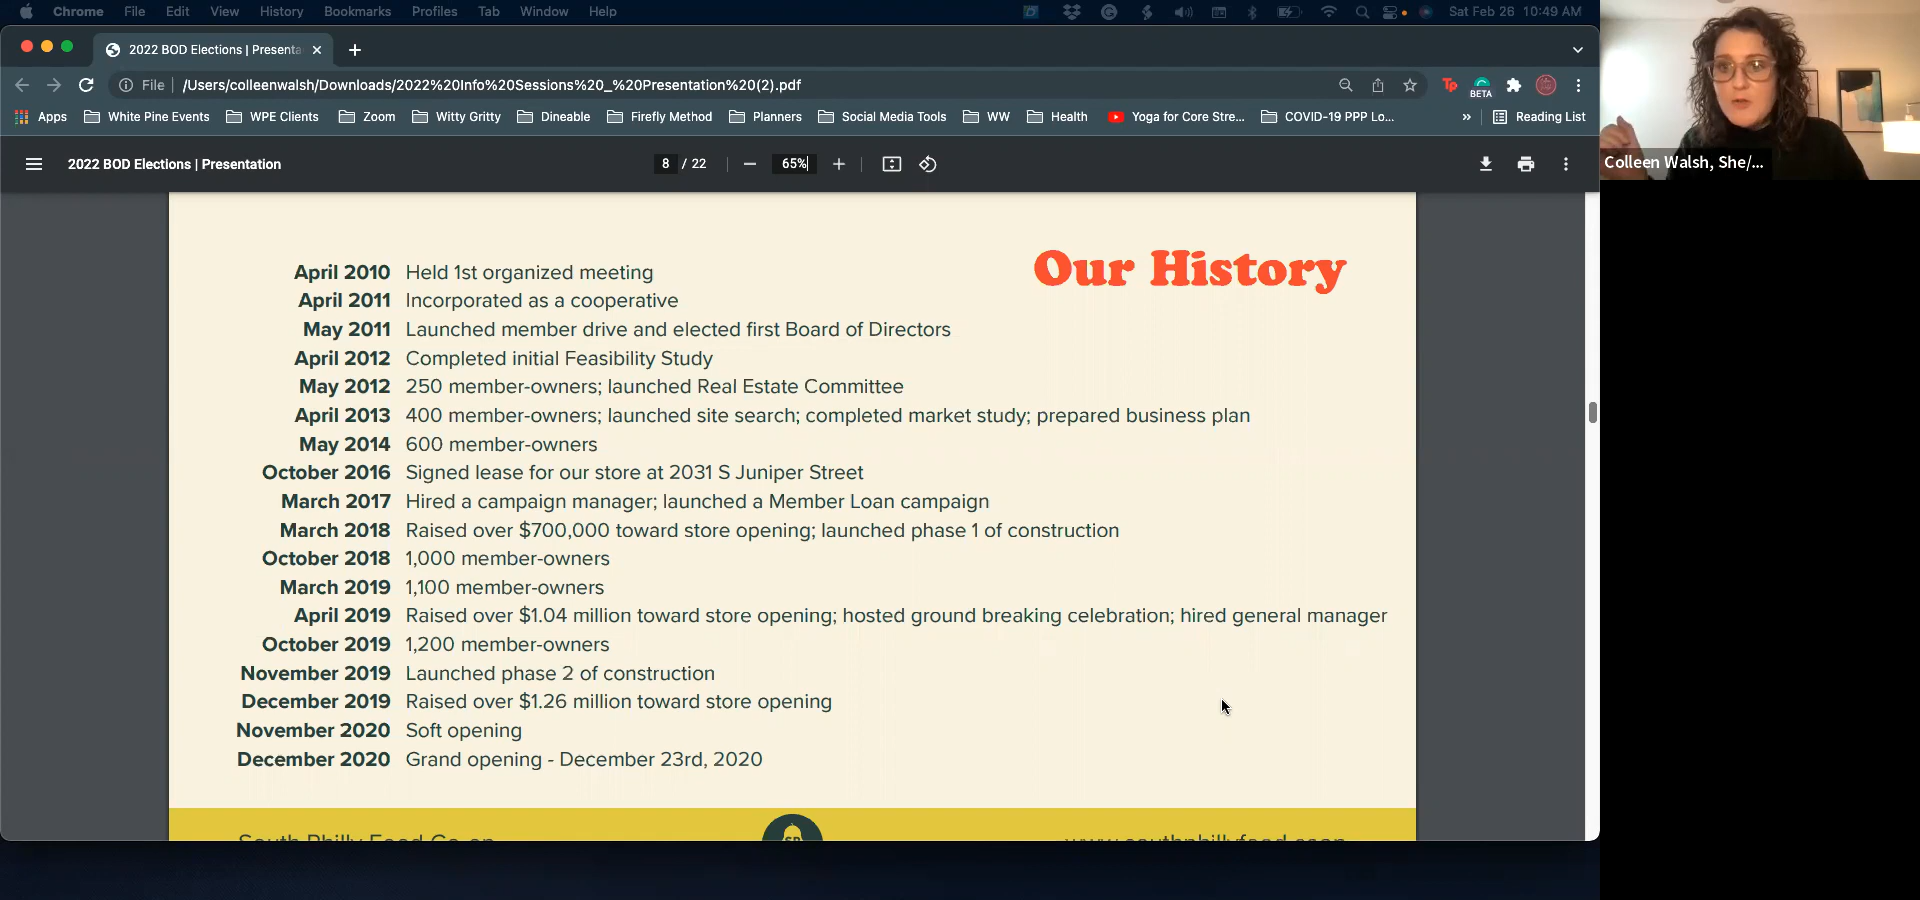 Chrome File Edit View History Bookmarks Profiles Tab Window Help Sat Feb 26 10:49 AM
2022 BOD Elections | Presenta
File /Users/colleenwalsh/Downloads/2022%20Info%20Sessions%20_%20Presentation%20(2).pdf
BETA
Apps White Pine Events WPE Clients Zoom Witty Gritty Dineable Firefly Method Planners Social Media Tools WW Health Yoga for Core Stre... COVID-19 PPP Lo... » Reading List
2022 BOD Elections | Presentation 8 / 22 65%
Colleen Walsh, She/...
Our History
April 2010 Held 1st organized meeting
April 2011 Incorporated as a cooperative
May 2011 Launched member drive and elected first Board of Directors
April 2012 Completed initial Feasibility Study
May 2012 250 member-owners; launched Real Estate Committee
April 2013 400 member-owners; launched site search; completed market study; prepared business plan
May 2014 600 member-owners
October 2016 Signed lease for our store at 2031 S Juniper Street
March 2017 Hired a campaign manager; launched a Member Loan campaign
March 2018 Raised over $700,000 toward store opening; launched phase 1 of construction
October 2018 1,000 member-owners
March 2019 1,100 member-owners
April 2019 Raised over $1.04 million toward store opening; hosted ground breaking celebration; hired general manager
October 2019 1,200 member-owners
November 2019 Launched phase 2 of construction
December 2019 Raised over $1.26 million toward store opening
November 2020 Soft opening
December 2020 Grand opening - December 23rd, 2020
South Philly Food Co-op www.southphillyfood.coop